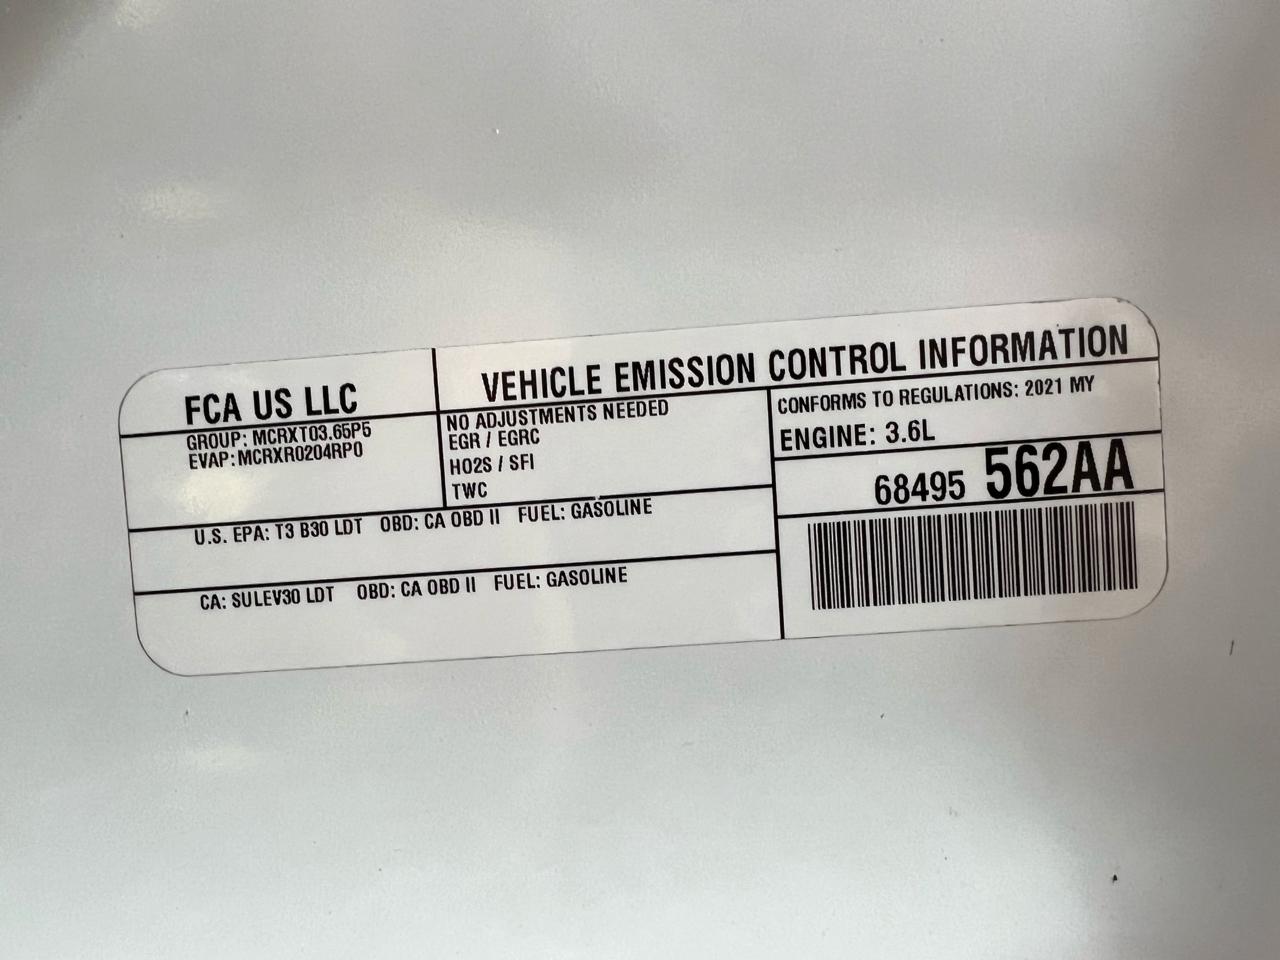 FCA US LLC
GROUP: MCRXT03.65P5
EVAP: MCRXR0204RP0
VEHICLE EMISSION CONTROL INFORMATION
NO ADJUSTMENTS NEEDED
EGR / EGRC
HO2S / SFI
TWC
CONFORMS TO REGULATIONS: 2021 MY
ENGINE: 3.6L
68495 562AA
U.S. EPA: T3 B30 LDT OBD: CA OBD II FUEL: GASOLINE
CA: SULEV30 LDT OBD: CA OBD II FUEL: GASOLINE